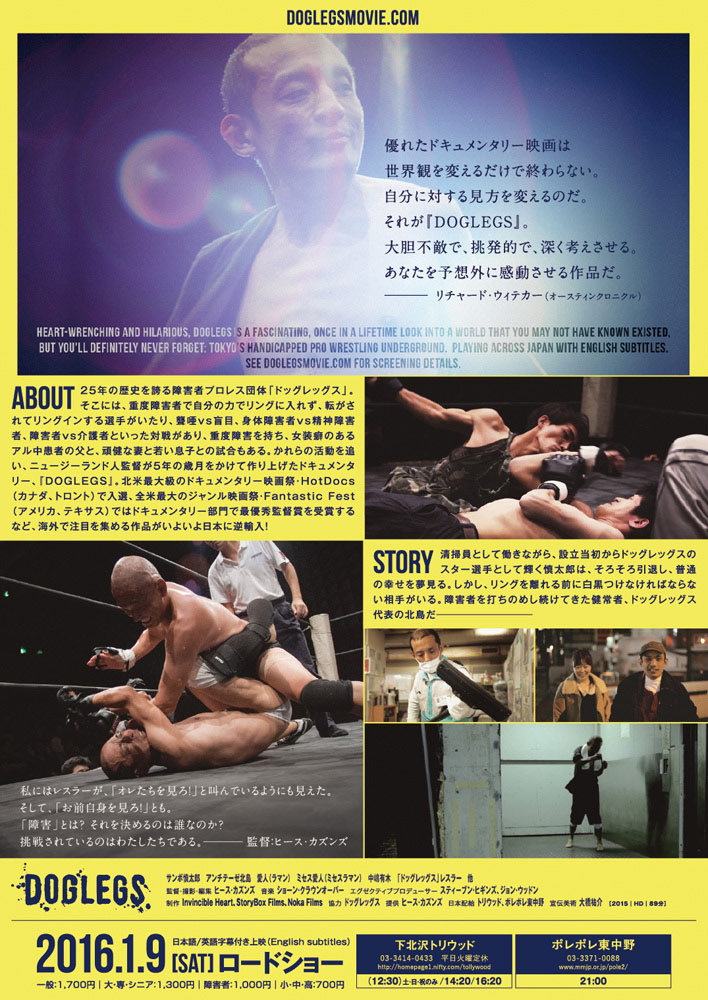 DOGLEGSMOVIE.COM
優れたドキュメンタリー映画は
世界観を変えるだけで終わらない。
自分に対する見方を変えるのだ。
それが『DOGLEGS』。
大胆不敵で、挑発的で、深く考えさせる。
あなたを予想外に感動させる作品だ。
——— リチャード・ウィテカー（オースティンクロニクル）
HEART-WRENCHING AND HILARIOUS, DOGLEGS IS A FASCINATING, ONCE IN A LIFETIME LOOK INTO A WORLD THAT YOU MAY NOT HAVE KNOWN EXISTED,
BUT YOU'LL DEFINITELY NEVER FORGET: TOKYO'S HANDICAPPED PRO WRESTLING UNDERGROUND. PLAYING ACROSS JAPAN WITH ENGLISH SUBTITLES.
SEE DOGLEGSMOVIE.COM FOR SCREENING DETAILS.
ABOUT 25年の歴史を誇る障害者プロレス団体「ドッグレッグス」。
そこには、重度障害者で自分の力でリングに入れず、転がさ
れてリングインする選手がいたり、聾唖vs盲目、身体障害者vs精神障害
者、障害者vs介護者といった対戦があり、重度障害を持ち、女装癖のある
アル中患者の父と、頑健な妻と若い息子との試合もある。かれらの活動を追
い、ニュージーランド人監督が5年の歳月をかけて作り上げたドキュメンタ
リー、『DOGLEGS』。北米最大級のドキュメンタリー映画祭・HotDocs
（カナダ、トロント）で入選、全米最大のジャンル映画祭・Fantastic Fest
（アメリカ、テキサス）ではドキュメンタリー部門で最優秀監督賞を受賞する
など、海外で注目を集める作品がいよいよ日本に逆輸入！
STORY 清掃員として働きながら、設立当初からドッグレッグスの
スター選手として輝く慎太郎は、そろそろ引退し、普通
の幸せを夢見る。しかし、リングを離れる前に白黒つけなければならな
い相手がいる。障害者を打ちのめし続けてきた健常者、ドッグレッグス
代表の北島だ————
私にはレスラーが、「オレたちを見ろ！」と叫んでいるようにも見えた。
そして、「お前自身を見ろ！」とも。
「障害」とは？ それを決めるのは誰なのか？
挑戦されているのはわたしたちである。——— 監督：ヒース・カズンズ
DOGLEGS
サンボ慎太郎 アンチテーゼ北島 愛人（ラマン） ミセス愛人（ミセスラマン） 中嶋有木 「ドッグレッグス」レスラー 他
監督・撮影・編集 ヒース・カズンズ 音楽 ショーン・クラウンオーバー エグゼクティブプロデューサー スティーブン・ヒギンズ、ジョン・ウッドン
制作 Invincible Heart、StoryBox Films、Noka Films 協力 ドッグレッグス 提供 ヒース・カズンズ 日本配給 トリウッド、ポレポレ東中野 宣伝美術 大橋祐介 【2015｜HD｜89分】
2016.1.9 [SAT] ロードショー
日本語/英語字幕付き上映（English subtitles）
一般：1,700円｜大・専・シニア：1,300円｜障害者：1,000円｜小・中・高：700円
下北沢トリウッド
03-3414-0433 平日火曜定休
http://homepage1.nifty.com/tollywood
（12:30）土・日・祝のみ/14:20/16:20
ポレポレ東中野
03-3371-0088
www.mmjp.or.jp/pole2/
21:00